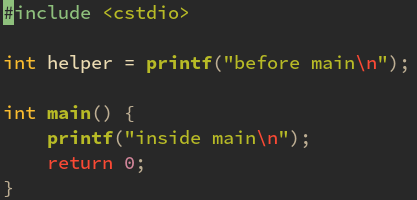 #include <cstdio>
int helper = printf("before main\n");
int main() {
    printf("inside main\n");
    return 0;
}